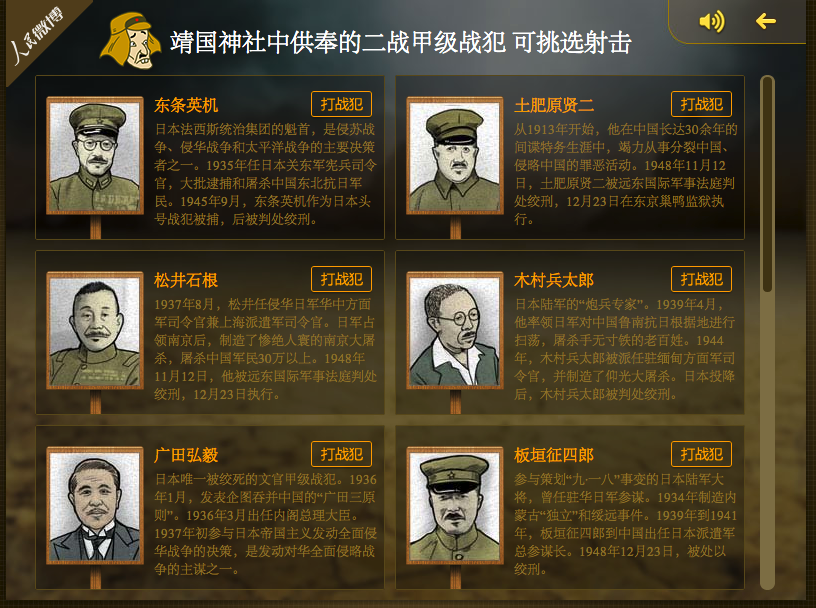 人民微博
靖国神社中供奉的二战甲级战犯 可挑选射击
东条英机
打战犯
日本法西斯统治集团的魁首，是侵苏战
争、侵华战争和太平洋战争的主要决策
者之一。1935年任日本关东军宪兵司令
官，大批逮捕和屠杀中国东北抗日军
民。1945年9月，东条英机作为日本头
号战犯被捕，后被判处绞刑。
土肥原贤二
打战犯
从1913年开始，他在中国长达30余年的
间谍特务生涯中，竭力从事分裂中国、
侵略中国的罪恶活动。1948年11月12
日，土肥原贤二被远东国际军事法庭判
处绞刑，12月23日在东京巢鸭监狱执
行。
松井石根
打战犯
1937年8月，松井任侵华日军华中方面
军司令官兼上海派遣军司令官。日军占
领南京后，制造了惨绝人寰的南京大屠
杀，屠杀中国军民30万以上。1948年
11月12日，他被远东国际军事法庭判处
绞刑，12月23日执行。
木村兵太郎
打战犯
日本陆军的“炮兵专家”。1939年4月，
他率领日军对中国鲁南抗日根据地进行
扫荡，屠杀手无寸铁的老百姓。1944
年，木村兵太郎被派任驻缅甸方面军司
令官，并制造了仰光大屠杀。日本投降
后，木村兵太郎被判处绞刑。
广田弘毅
打战犯
日本唯一被绞死的文官甲级战犯。1936
年1月，发表企图吞并中国的“广田三原
则”。1936年3月出任内阁总理大臣。
1937年初参与日本帝国主义发动全面侵
华战争的决策，是发动对华全面侵略战
争的主谋之一。
板垣征四郎
打战犯
参与策划“九·一八”事变的日本陆军大
将，曾任驻华日军参谋。1934年制造内
蒙古“独立”和绥远事件。1939年到1941
年，板垣征四郎到中国出任日本派遣军
总参谋长。1948年12月23日，被处以
绞刑。